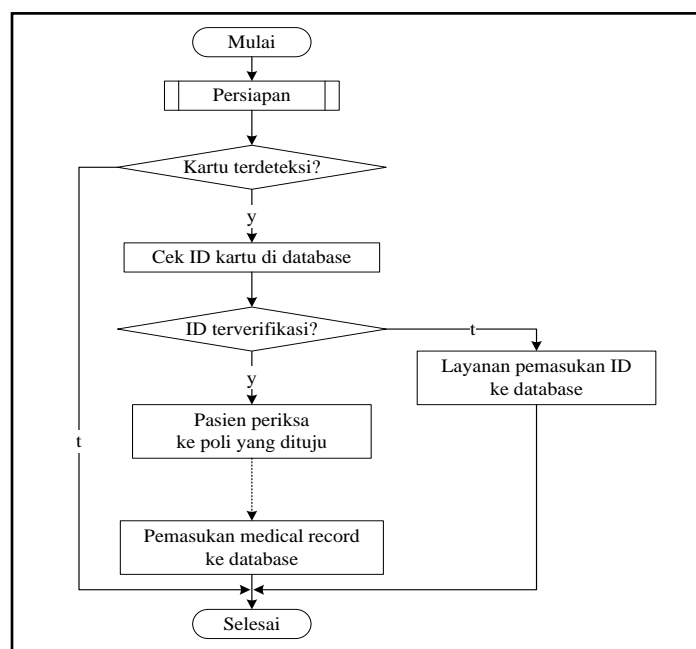 Mulai
Persiapan
Kartu terdeteksi?
y
Cek ID kartu di database
ID terverifikasi?
t
Layanan pemasukan ID
ke database
y
Pasien periksa
ke poli yang dituju
t
Pemasukan medical record
ke database
Selesai